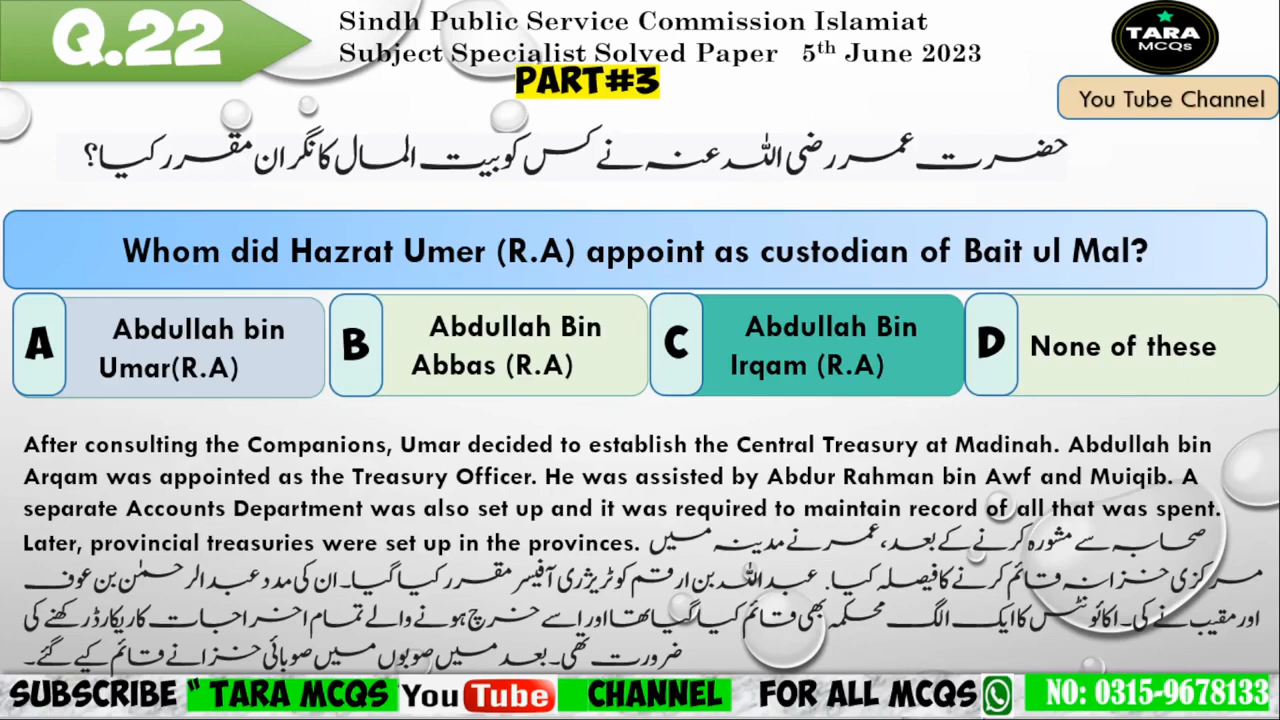 Q.22
Sindh Public Service Commission Islamiat
Subject Specialist Solved Paper 5th June 2023
PART#3
TARA
MCQs
You Tube Channel
حضرت عمر رضی اللہ عنہ نے کس کو بیت المال کا نگران مقرر کیا؟
Whom did Hazrat Umer (R.A) appoint as custodian of Bait ul Mal?
A
Abdullah bin
Umar(R.A)
B
Abdullah Bin
Abbas (R.A)
C
Abdullah Bin
Irqam (R.A)
D
None of these
After consulting the Companions, Umar decided to establish the Central Treasury at Madinah. Abdullah bin
Arqam was appointed as the Treasury Officer. He was assisted by Abdur Rahman bin Awf and Muiqib. A
separate Accounts Department was also set up and it was required to maintain record of all that was spent.
Later, provincial treasuries were set up in the provinces. صحابہ سے مشورہ کرنے کے بعد، عمر نے مدینہ میں
مرکزی خزانہ قائم کرنے کا فیصلہ کیا. عبداللہ بن ارقم کو ٹریژری آفیسر مقرر کیا گیا۔ ان کی مدد عبدالرحمٰن بن عوف
اور مقیب نے کی۔ اکائونٹس کا ایک الگ محکمہ بھی قائم کیا گیا تھا اور اسے خرچ ہونے والے تمام اخراجات کا ریکارڈ رکھنے کی
ضرورت تھی۔ بعد میں صوبوں میں صوبائی خزانے قائم کیے گئے۔
SUBSCRIBE " TARA MCQS You Tube CHANNEL FOR ALL MCQS NO: 0315-9678133